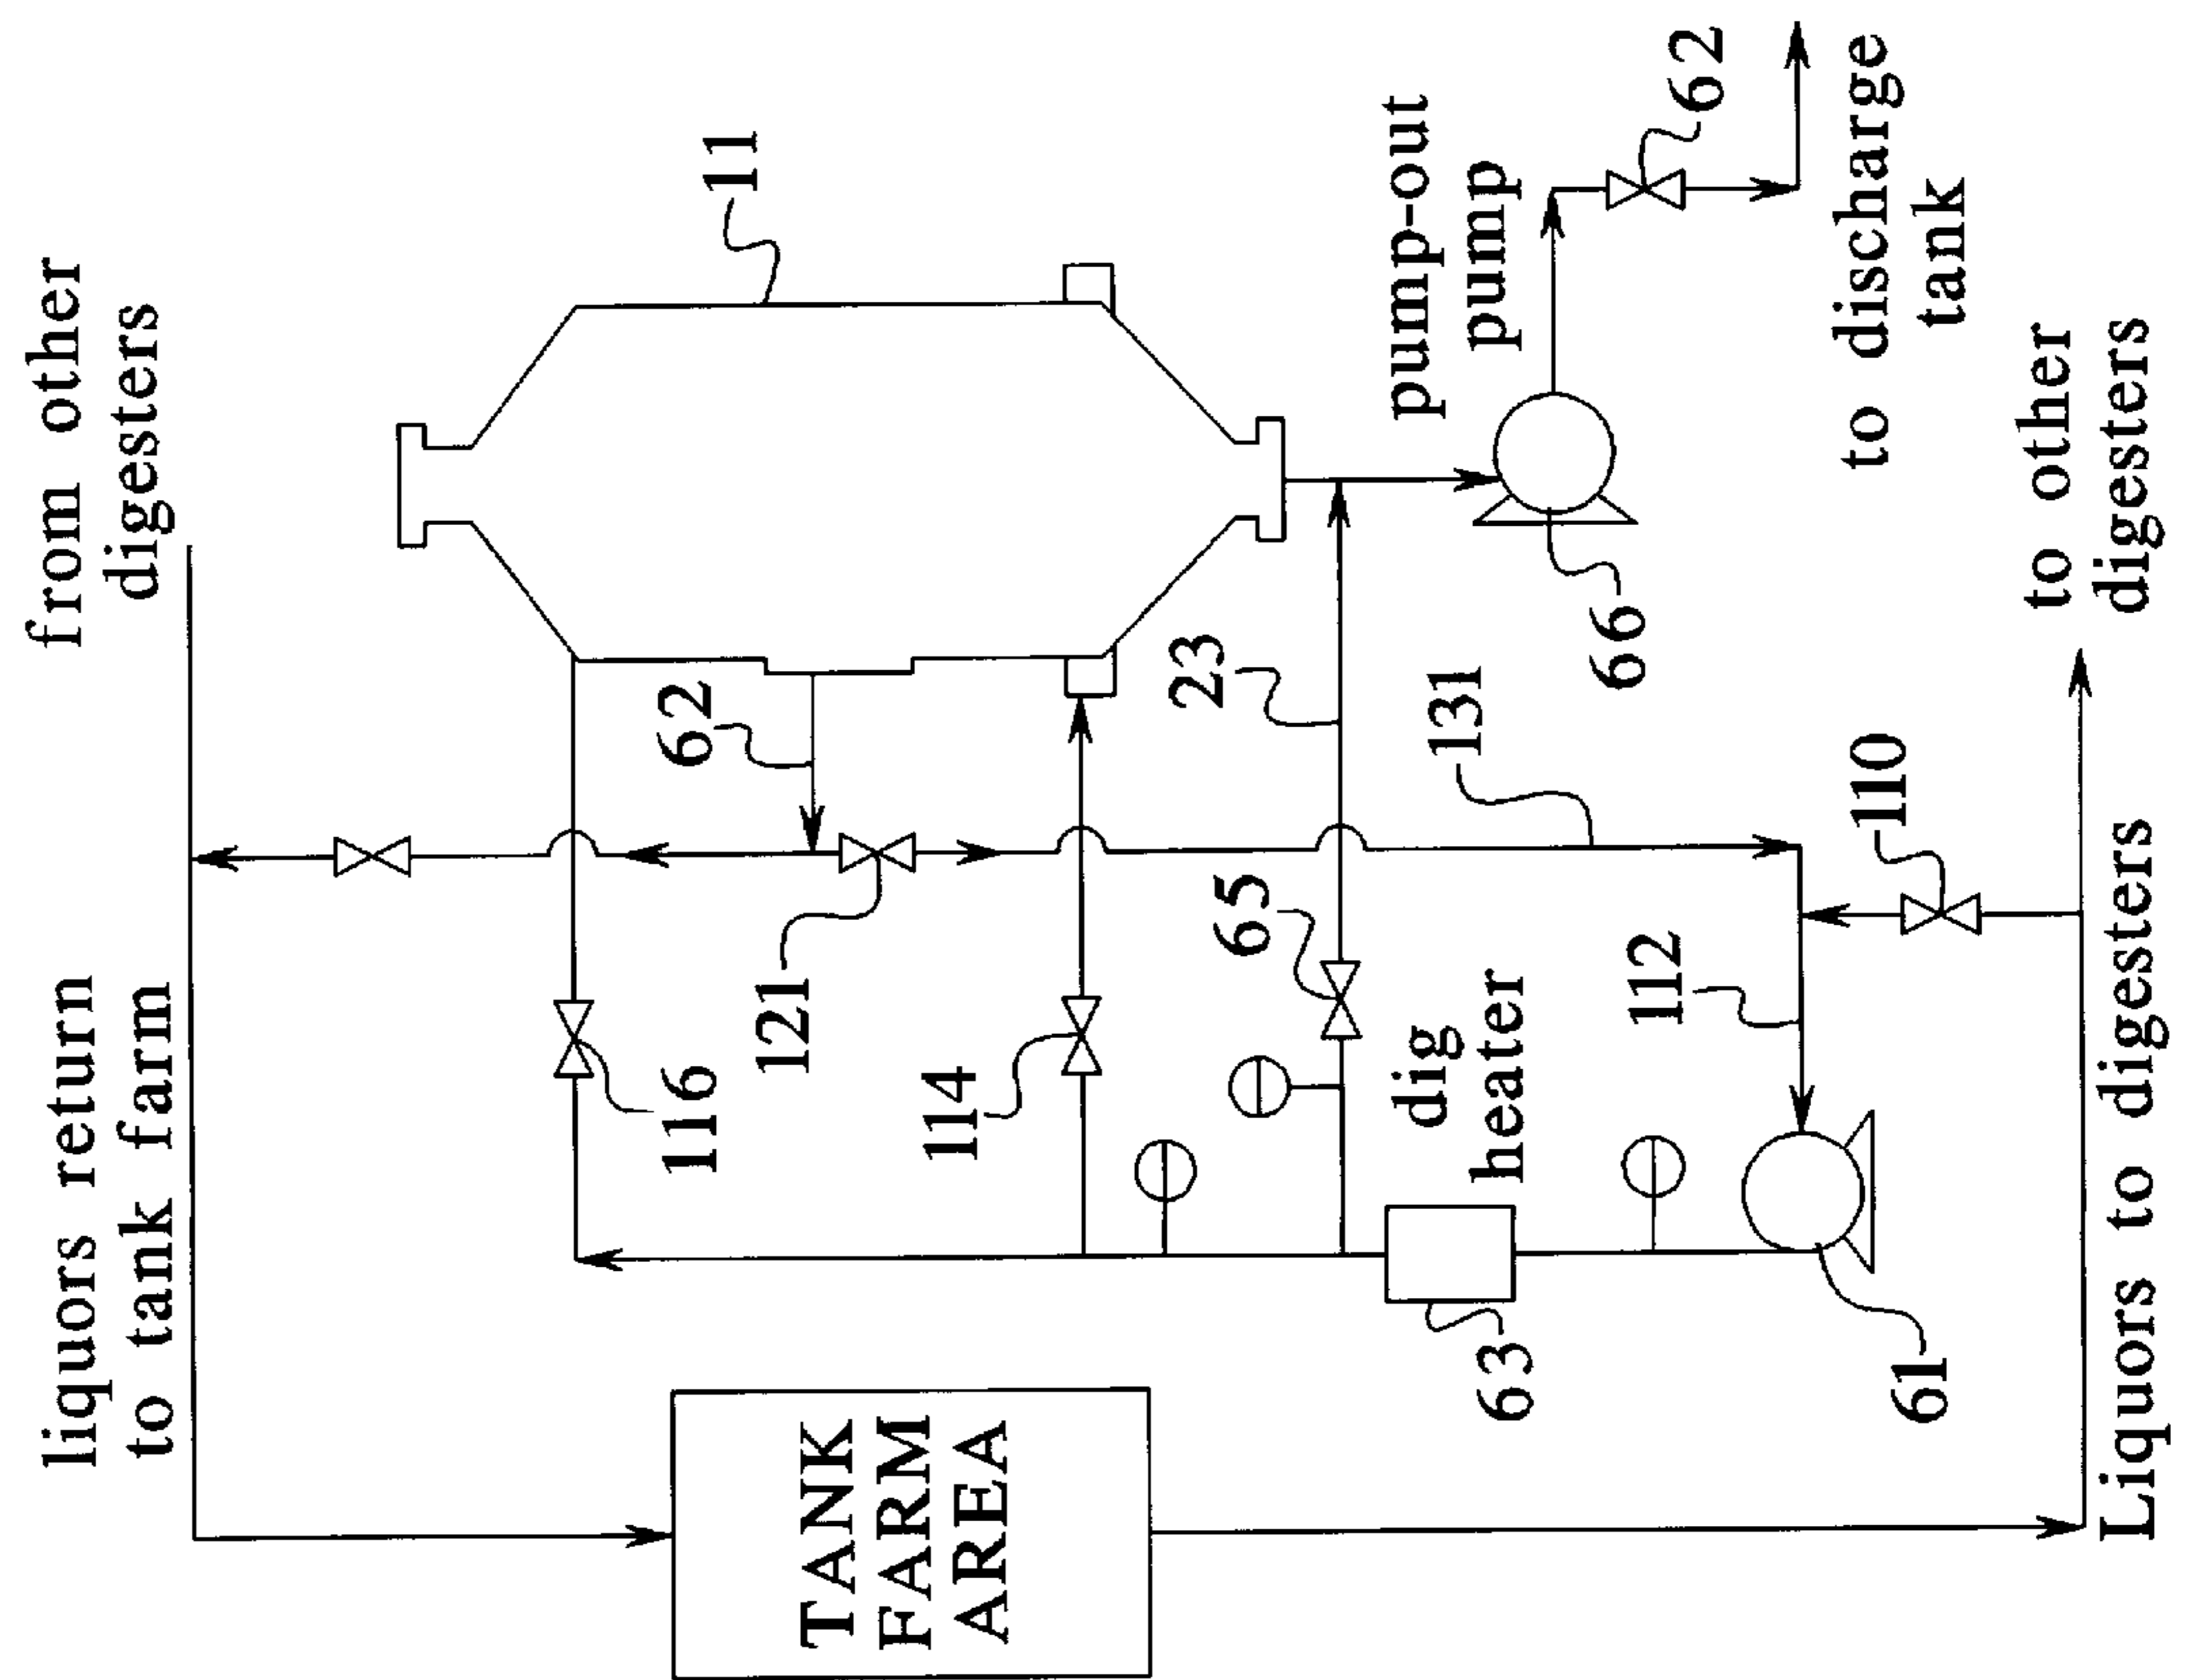 liquors return
to tank farm
from other
digesters
TANK
FARM
AREA
11
62
116
121
114
23
65
131
dig
heater
63
112
110
61
66
pump-out
pump
62
to discharge
tank
to other
digesters
Liquors to digesters